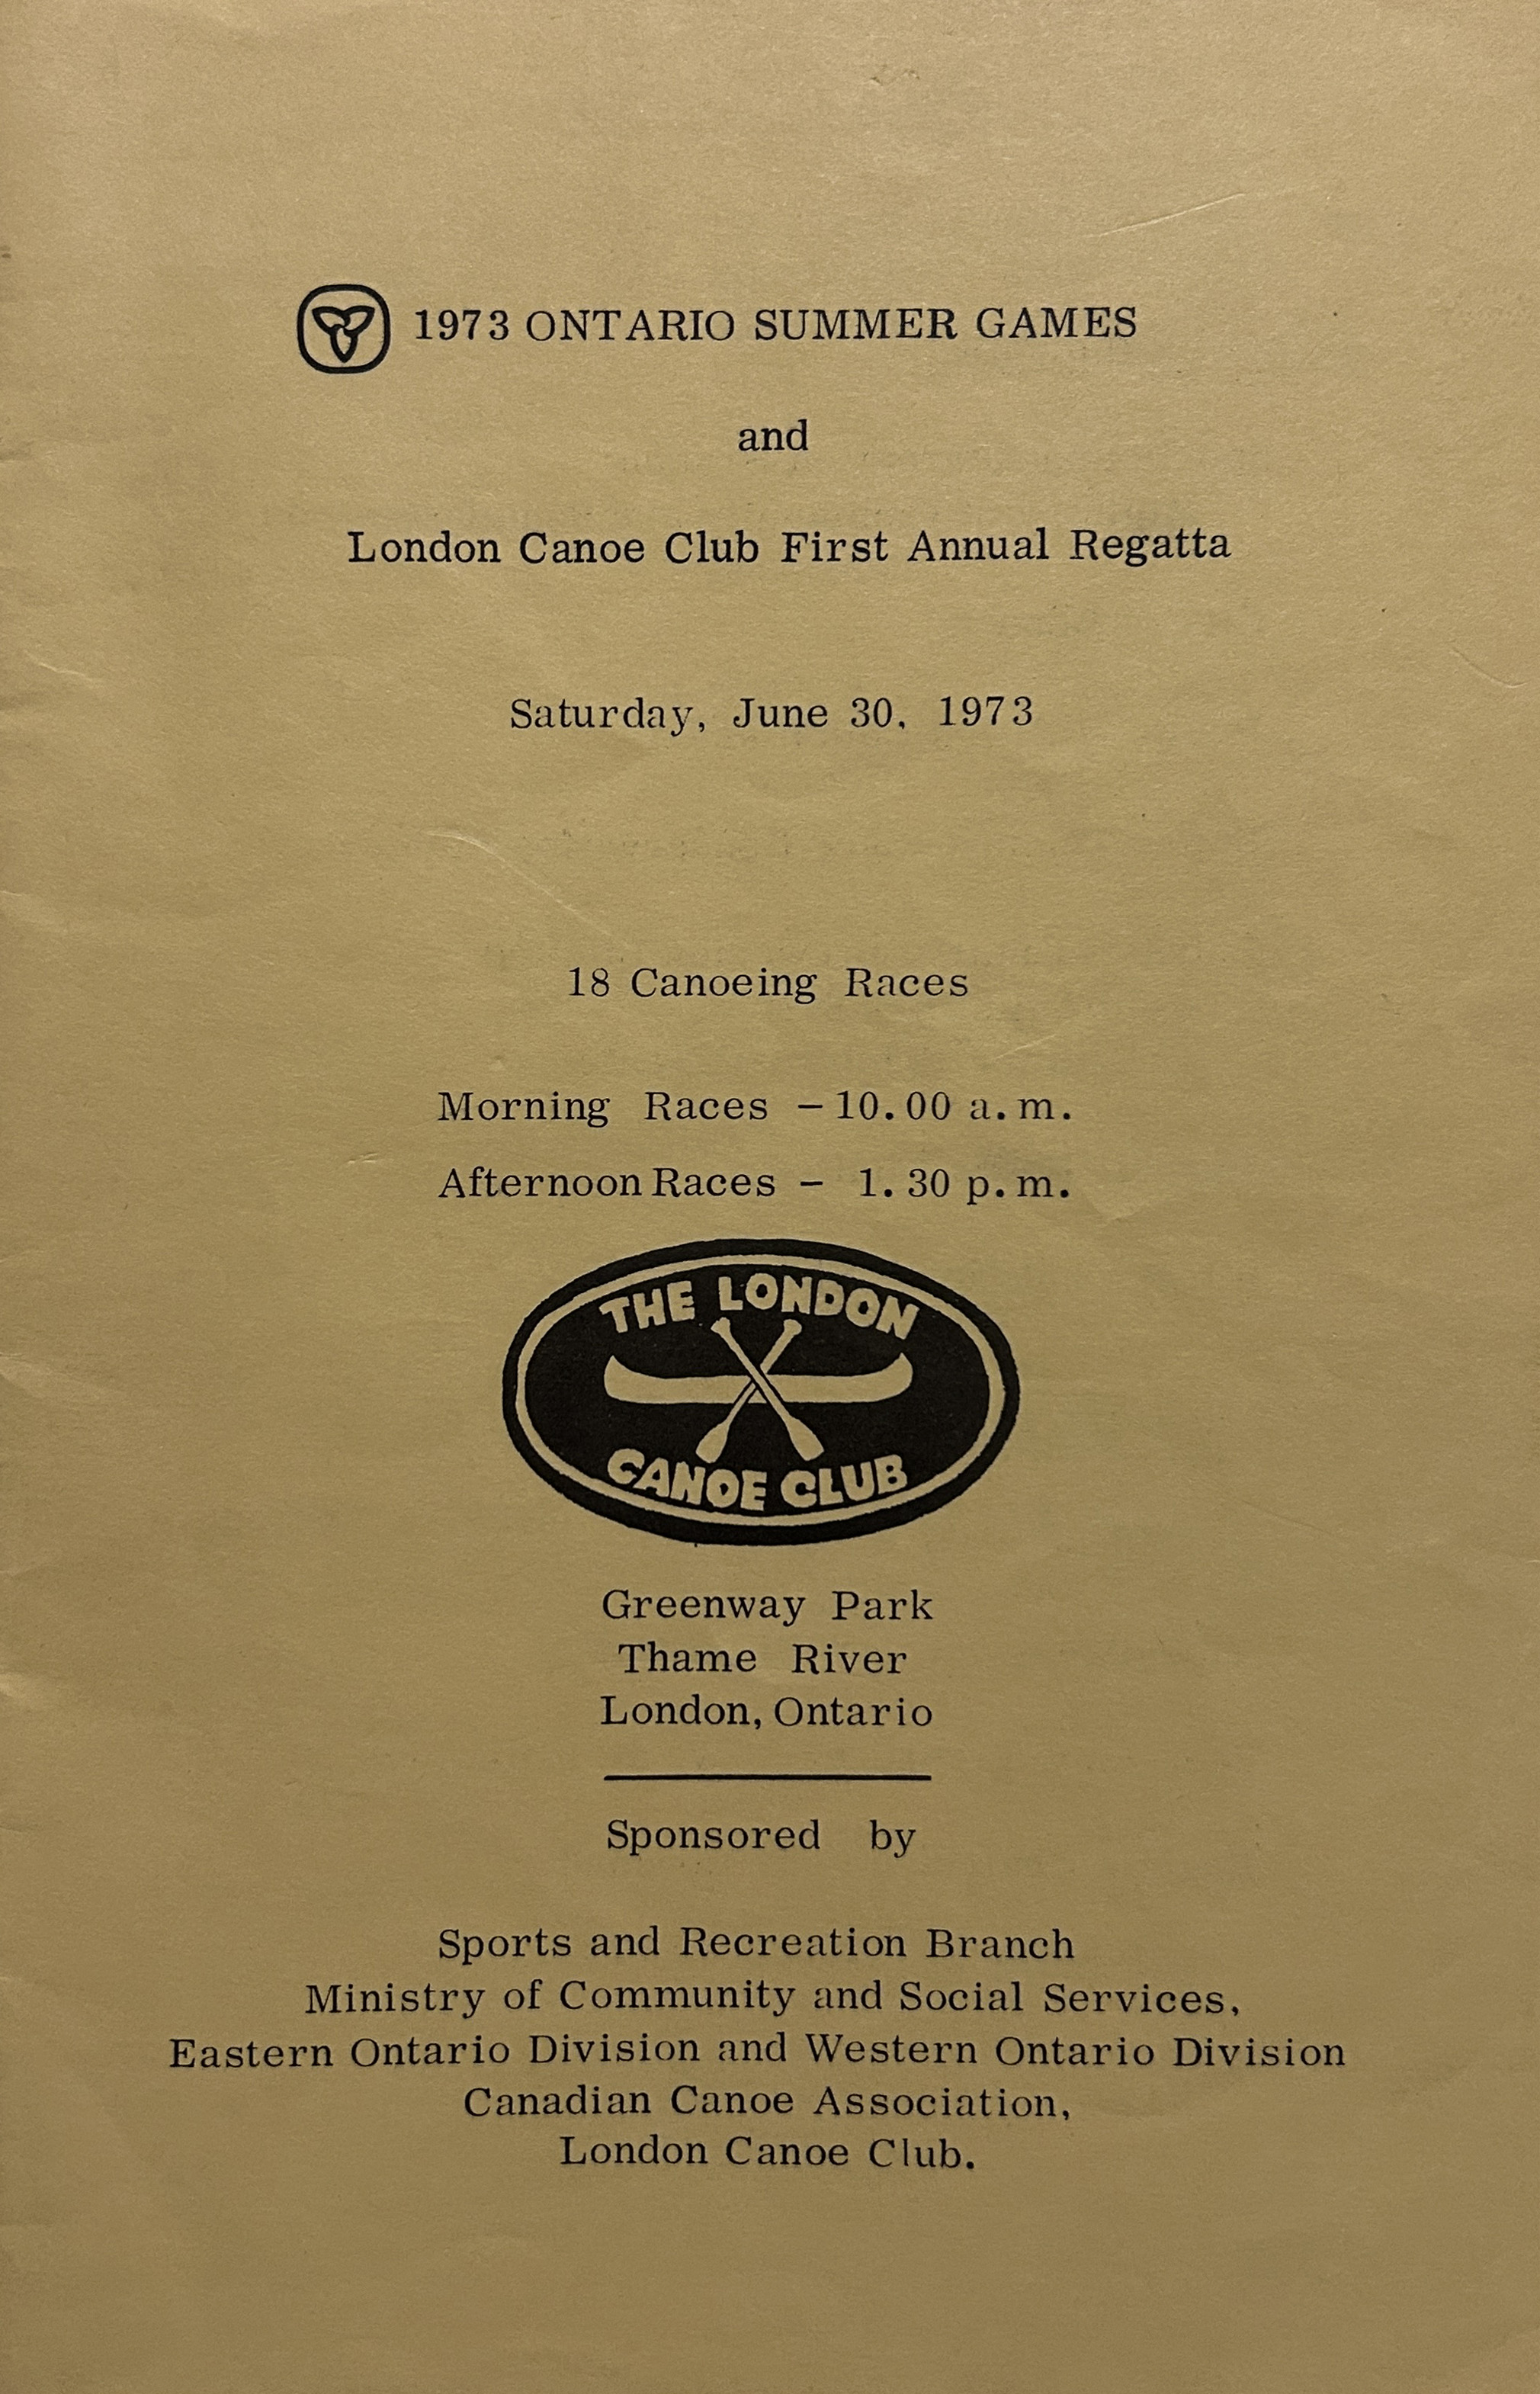 1973 ONTARIO SUMMER GAMES
and
London Canoe Club First Annual Regatta
Saturday, June 30, 1973
18 Canoeing Races
Morning Races - 10.00 a.m.
Afternoon Races - 1.30 p.m.
THE LONDON
CANOE CLUB
Greenway Park
Thame River
London, Ontario
Sponsored by
Sports and Recreation Branch
Ministry of Community and Social Services,
Eastern Ontario Division and Western Ontario Division
Canadian Canoe Association,
London Canoe Club.